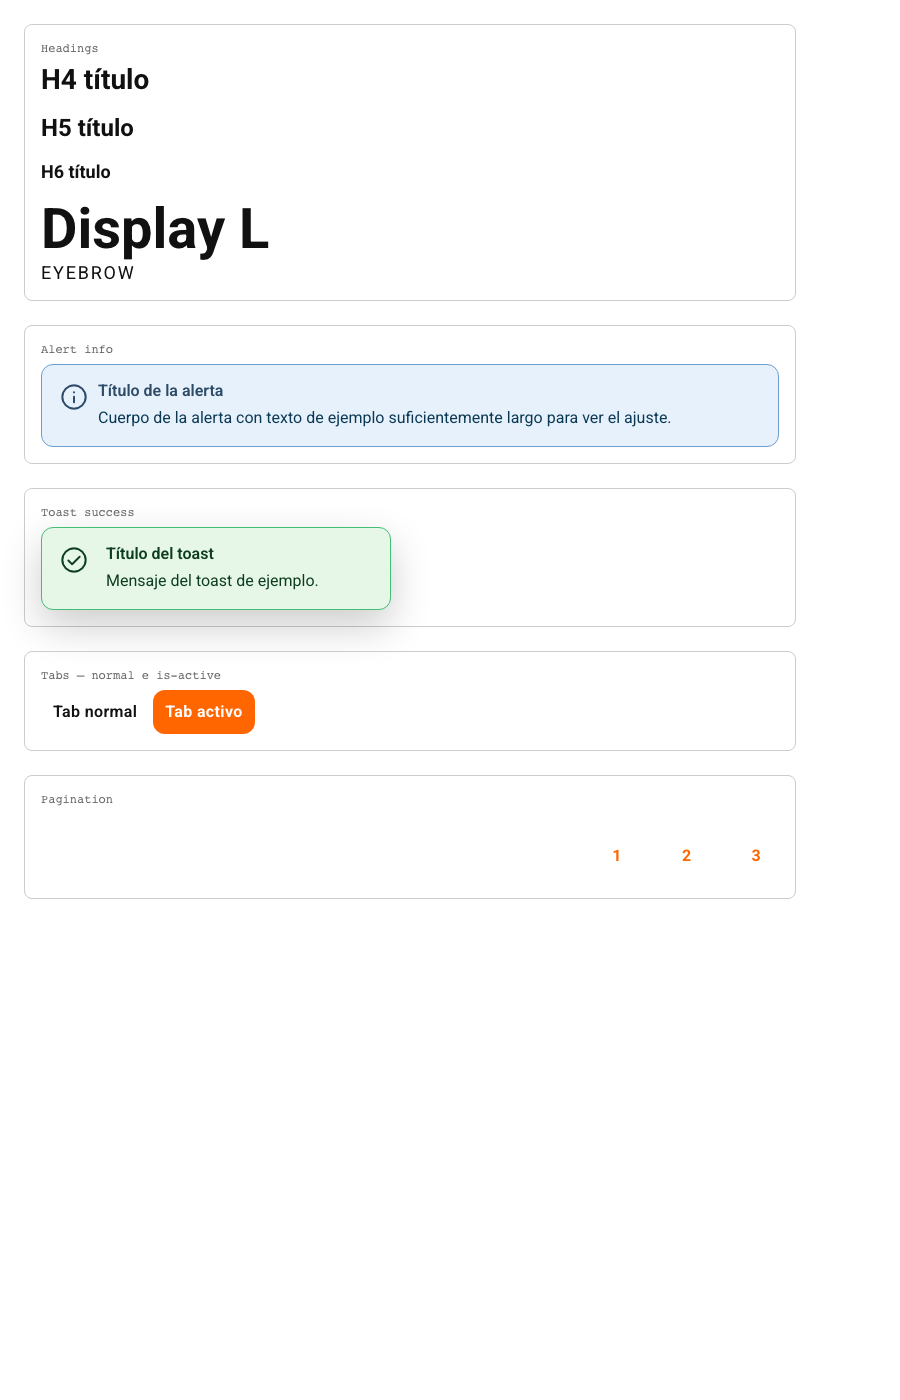 Headings
H4 título
H5 título
H6 título
Display L
EYEBROW
Alert info
Título de la alerta
Cuerpo de la alerta con texto de ejemplo suficientemente largo para ver el ajuste.
Toast success
Título del toast
Mensaje del toast de ejemplo.
Tabs — normal e is-active
Tab normal Tab activo
Pagination
1 2 3